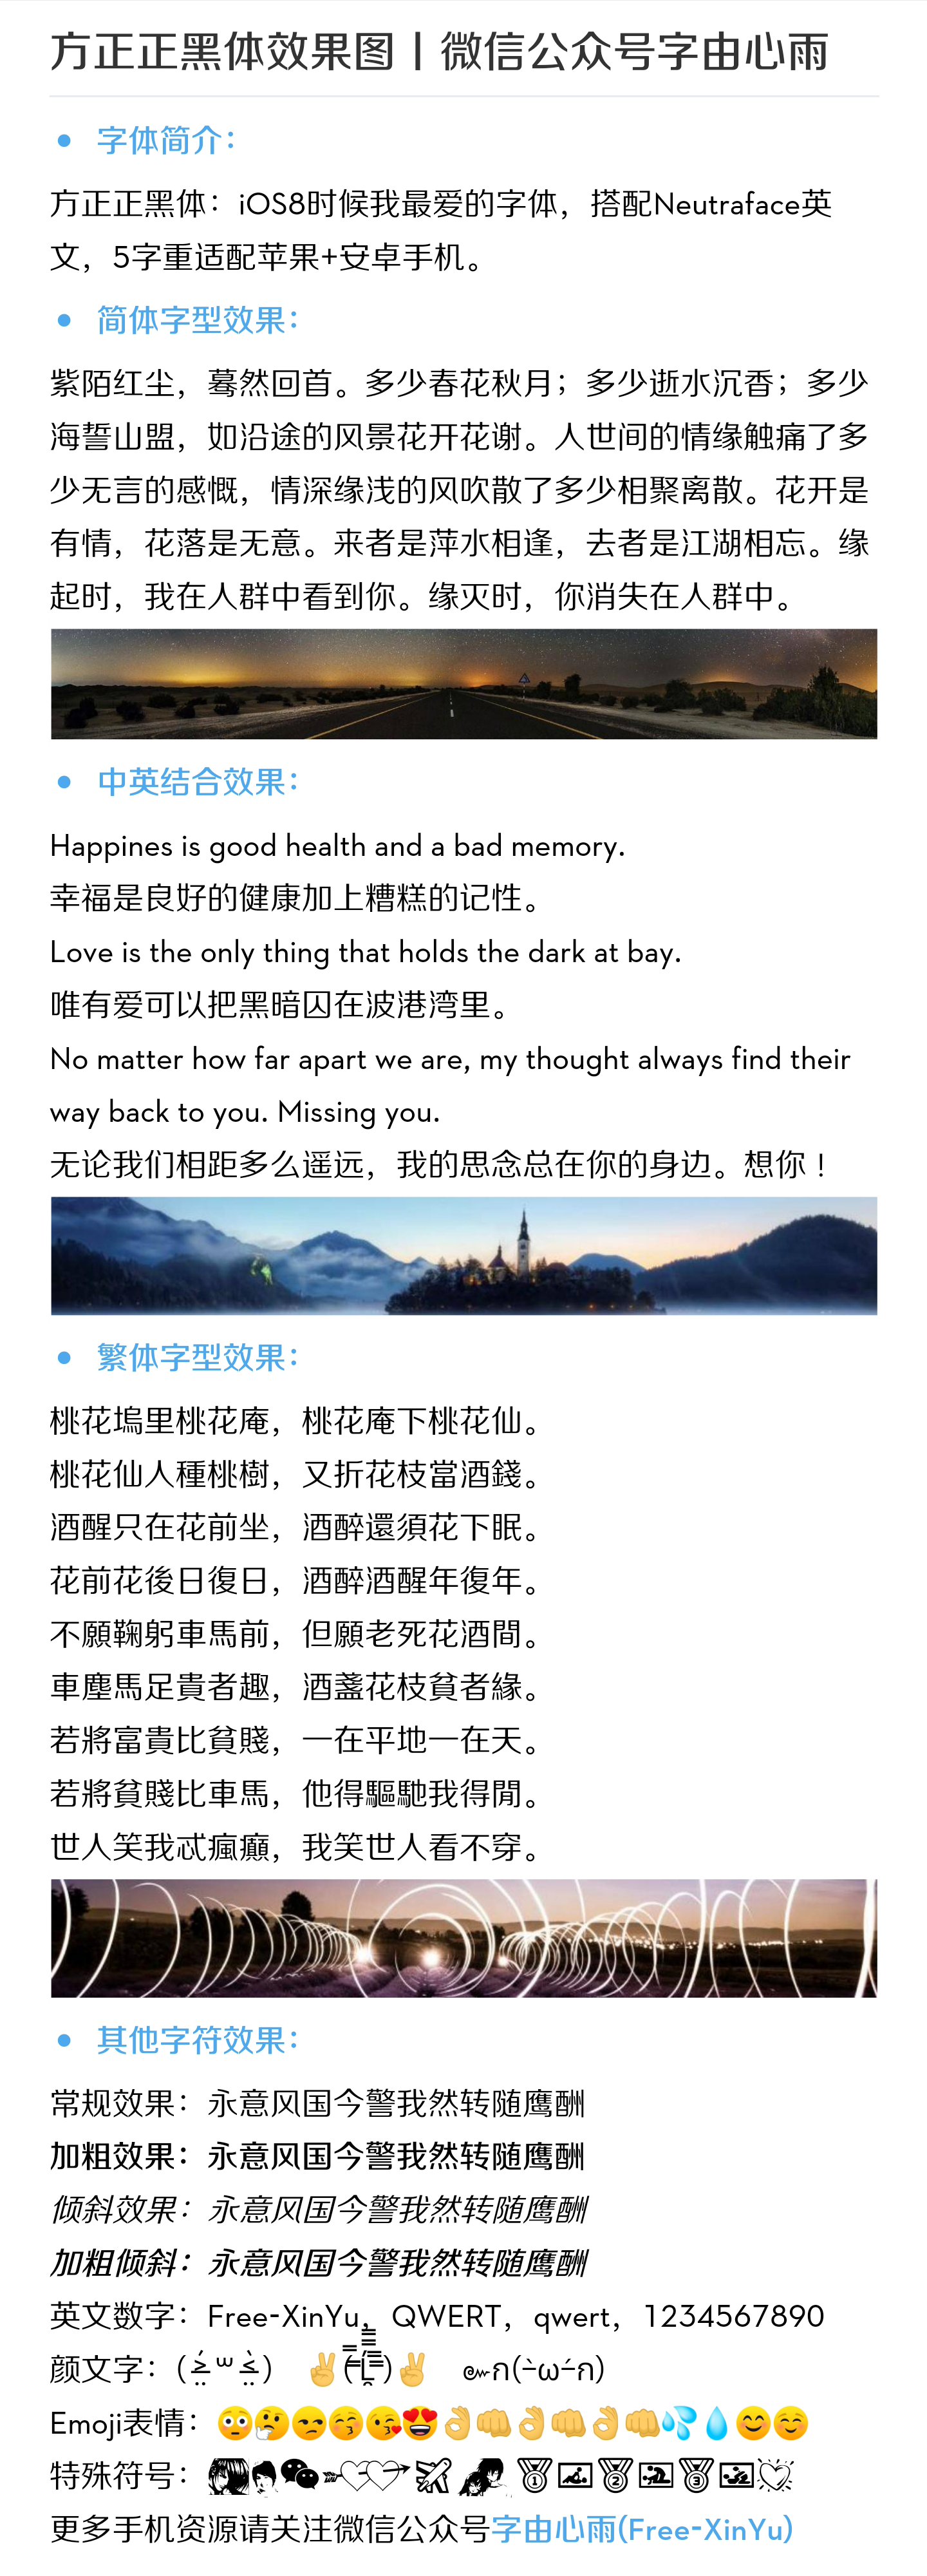 方正正黑体效果图丨微信公众号字由心雨
• 字体简介：
方正正黑体：iOS8时候我最爱的字体，搭配Neutraface英
文，5字重适配苹果+安卓手机。
• 简体字型效果：
紫陌红尘，蓦然回首。多少春花秋月；多少逝水沉香；多少
海誓山盟，如沿途的风景花开花谢。人世间的情缘触痛了多
少无言的感慨，情深缘浅的风吹散了多少相聚离散。花开是
有情，花落是无意。来者是萍水相逢，去者是江湖相忘。缘
起时，我在人群中看到你。缘灭时，你消失在人群中。
• 中英结合效果：
Happines is good health and a bad memory.
幸福是良好的健康加上糟糕的记性。
Love is the only thing that holds the dark at bay.
唯有爱可以把黑暗囚在波港湾里。
No matter how far apart we are, my thought always find their
way back to you. Missing you.
无论我们相距多么遥远，我的思念总在你的身边。想你！
• 繁体字型效果：
桃花塢里桃花庵，桃花庵下桃花仙。
桃花仙人種桃樹，又折花枝當酒錢。
酒醒只在花前坐，酒醉還須花下眠。
花前花後日復日，酒醉酒醒年復年。
不願鞠躬車馬前，但願老死花酒間。
車塵馬足貴者趣，酒盞花枝貧者緣。
若將富貴比貧賤，一在平地一在天。
若將貧賤比車馬，他得驅馳我得閒。
世人笑我忒瘋癲，我笑世人看不穿。
• 其他字符效果：
常规效果：永意风国今警我然转随鹰酬
加粗效果：永意风国今警我然转随鹰酬
倾斜效果：永意风国今警我然转随鹰酬
加粗倾斜：永意风国今警我然转随鹰酬
英文数字：Free-XinYu，QWERT，qwert，1234567890
颜文字：
Emoji表情：😳🤔😒😚😘😍👌👊👌👊👌👊💦💧😊☺️
特殊符号：
更多手机资源请关注微信公众号字由心雨(Free-XinYu)